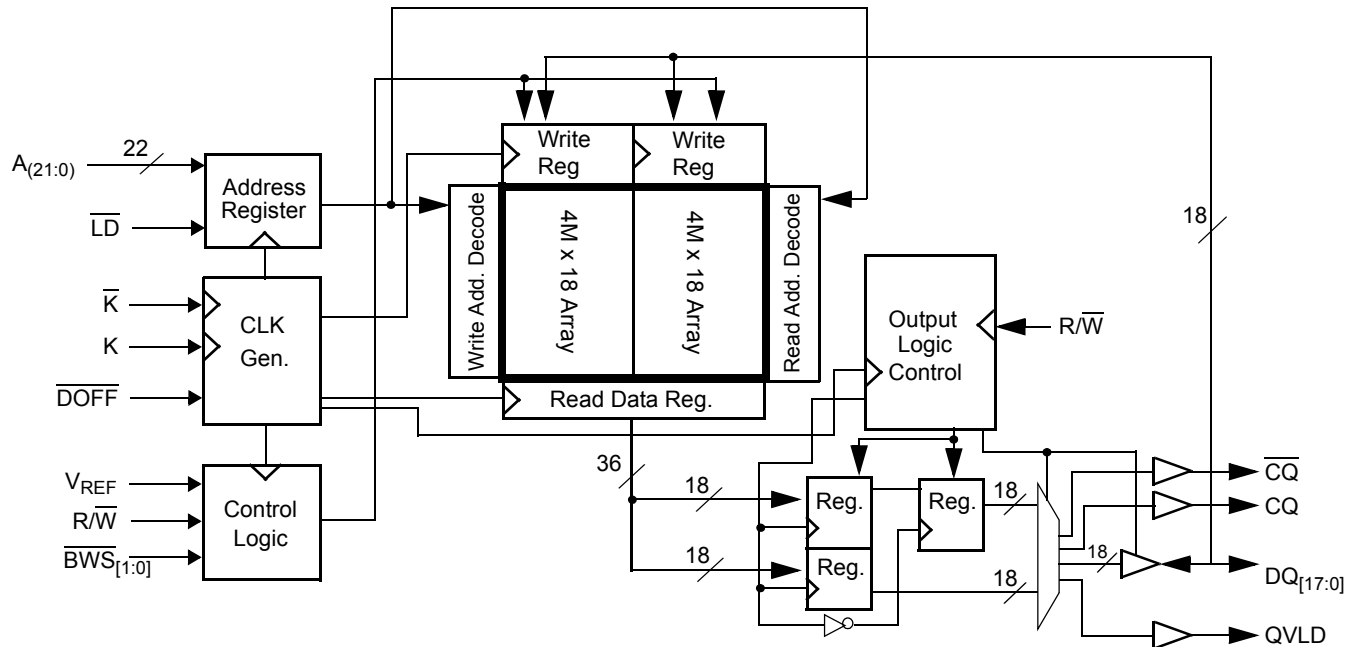 A(21:0)
22
LD
Address
Register
K
K
DOFF
CLK
Gen.
VREF
R/W
BWS[1:0]
Control
Logic
Write
Reg
Write
Reg
Write Add. Decode
4M x 18 Array
4M x 18 Array
Read Add. Decode
Read Data Reg.
18
Output
Logic
Control
R/W
36
18
Reg.
Reg.
18
18
Reg.
18
18
CQ
CQ
DQ[17:0]
QVLD